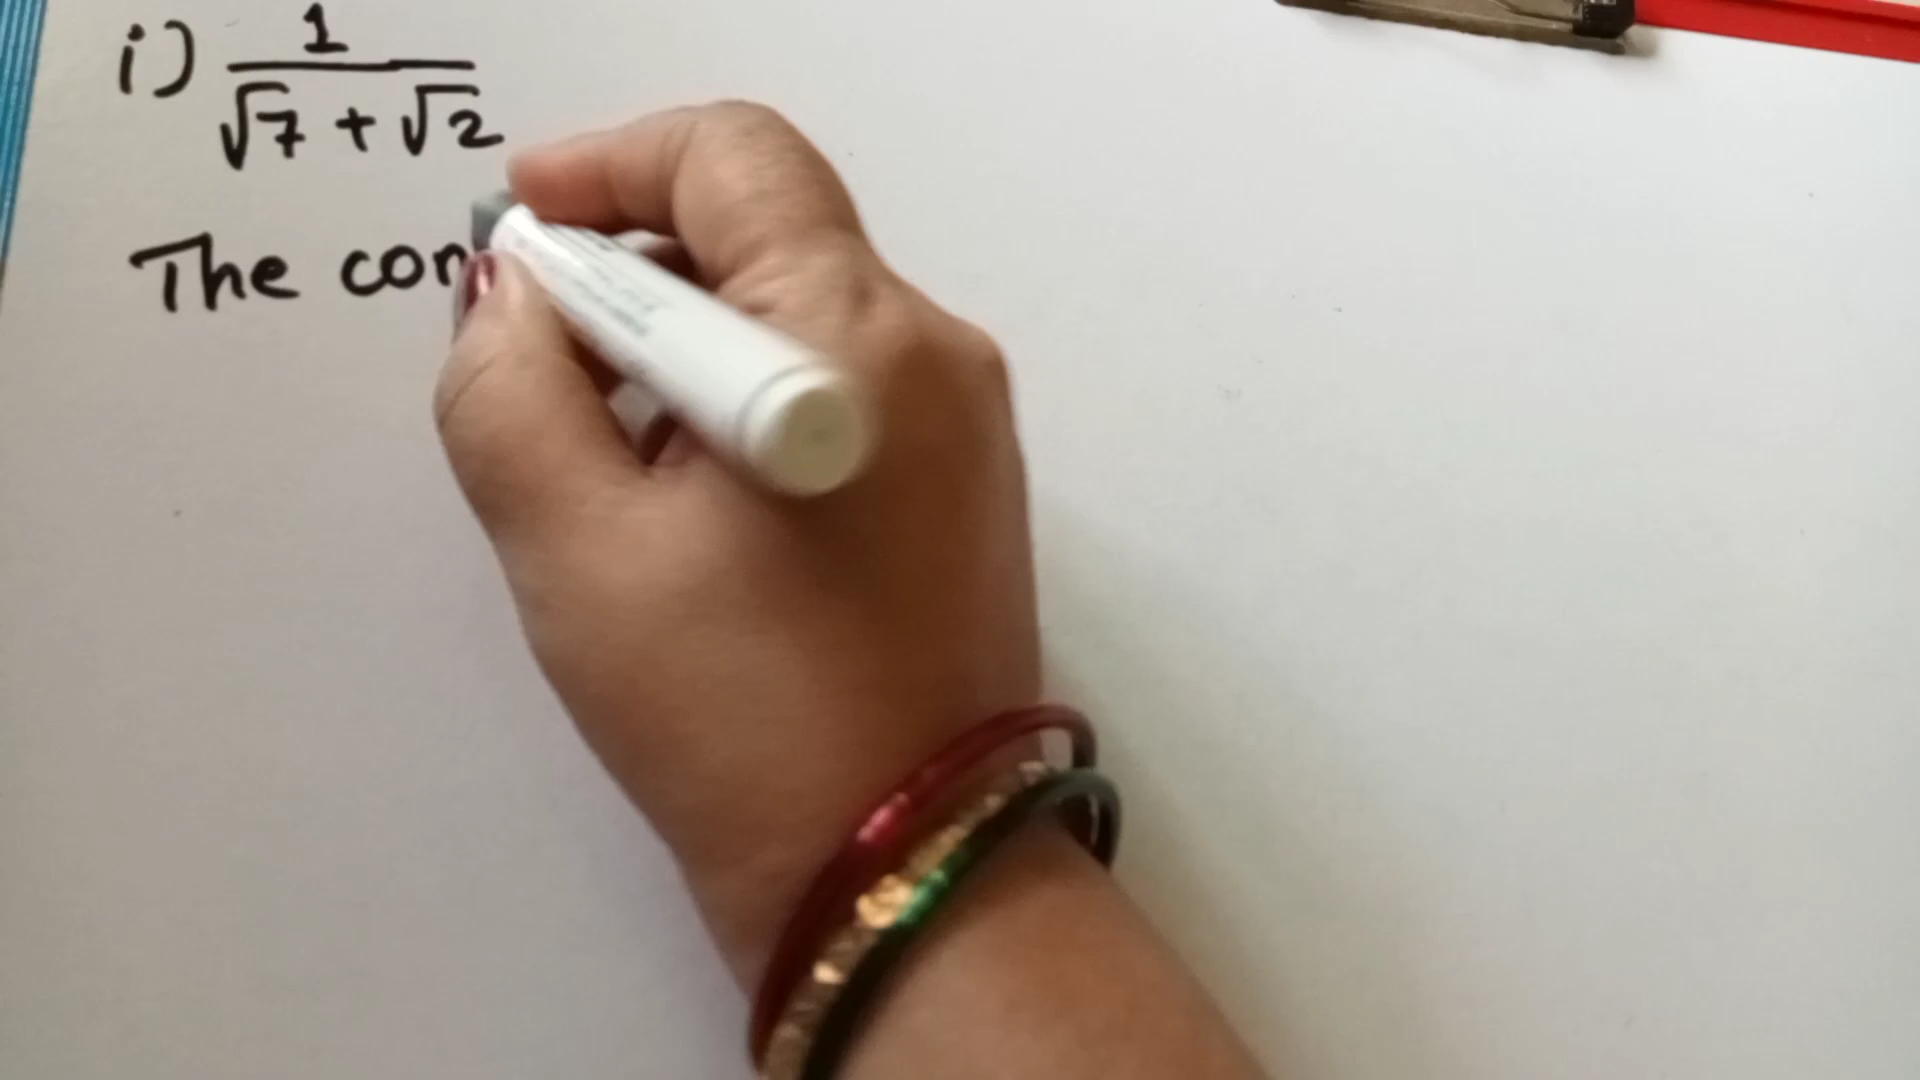 i) 1
√7 + √2
The con